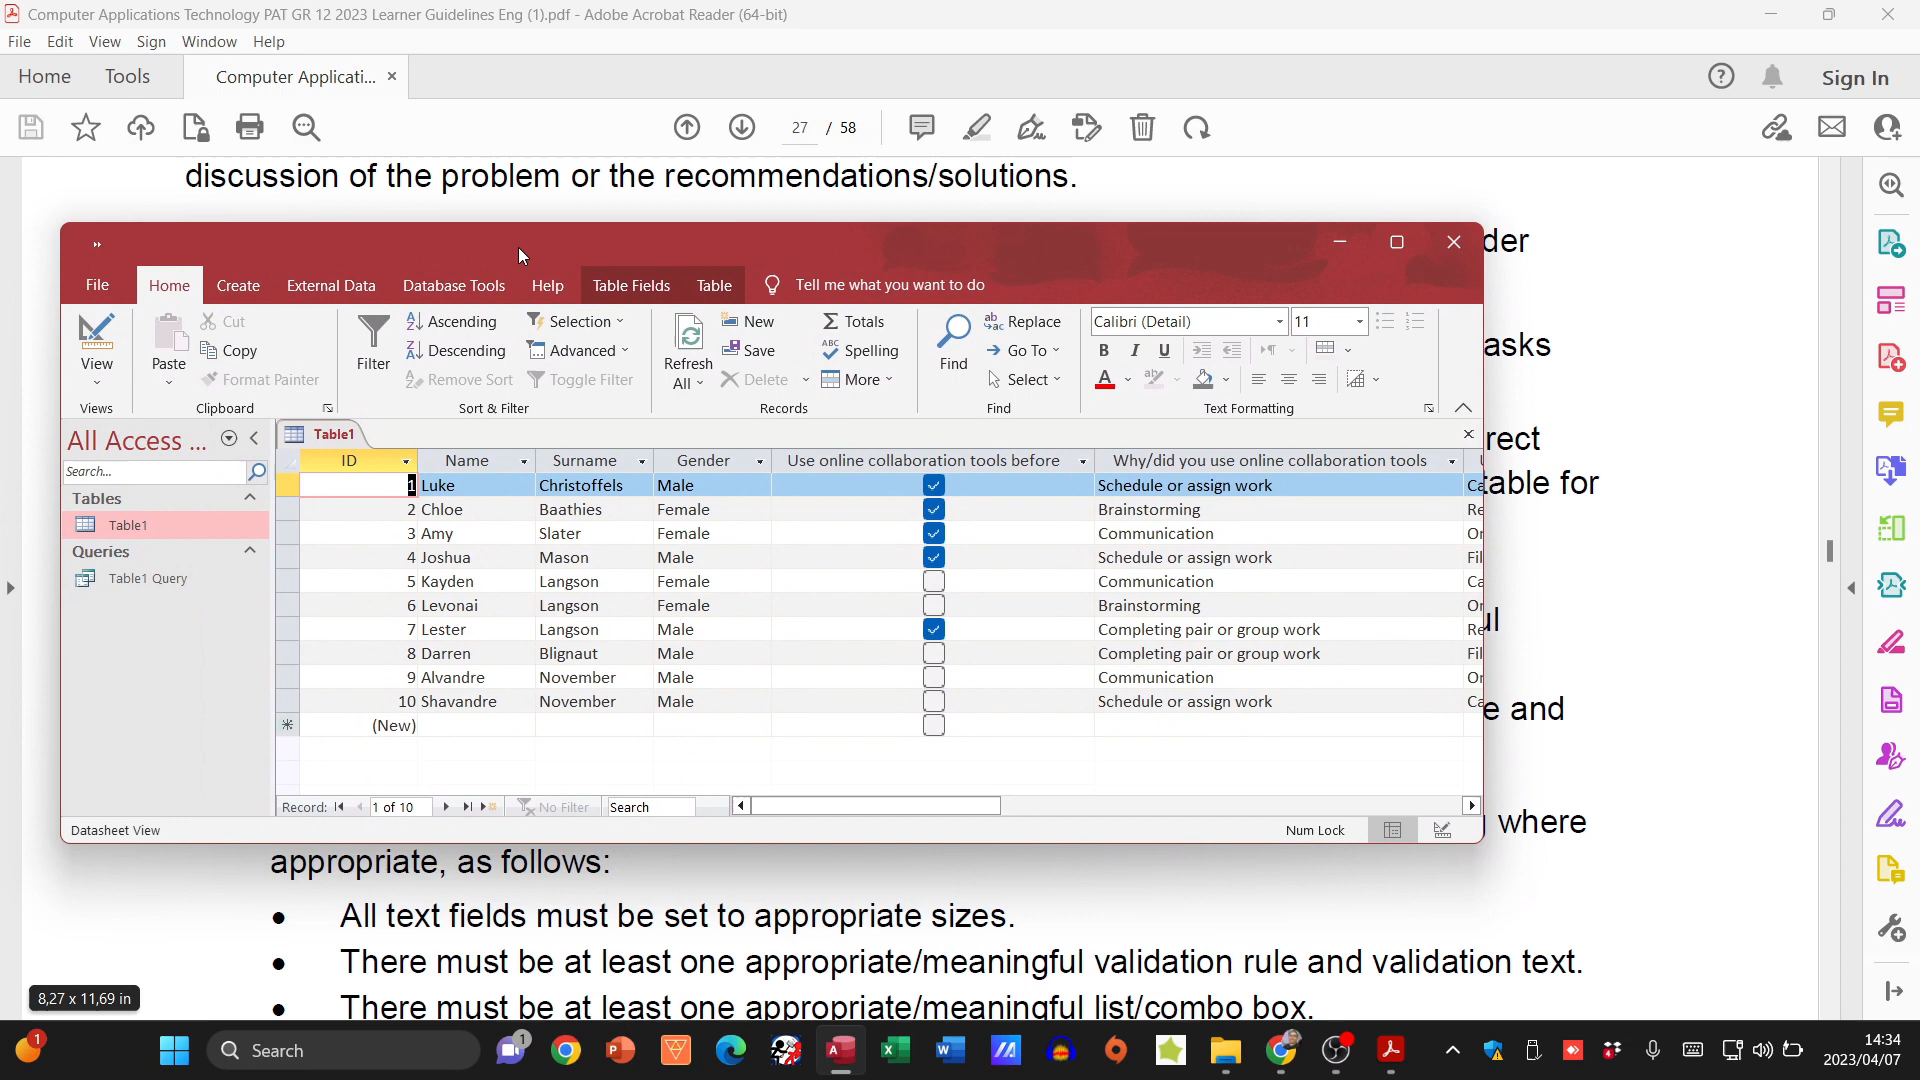 Computer Applications Technology PAT GR 12 2023 Learner Guidelines Eng (1).pdf - Adobe Acrobat Reader (64-bit)
File Edit View Sign Window Help
Home Tools Computer Applicati... Sign In
27 / 58
discussion of the problem or the recommendations/solutions.
der
File Home Create External Data Database Tools Help Table Fields Table Tell me what you want to do
Cut Ascending Selection New Totals Replace Calibri (Detail) 11
Copy Descending Advanced Save Spelling Go To
View Paste Filter Refresh Find
asks
Format Painter Remove Sort Toggle Filter All Delete More Select
Views Clipboard Sort & Filter Records Find Text Formatting
All Access ... Table1
rect
Search... ID Name Surname Gender Use online collaboration tools before Why/did you use online collaboration tools
1 Luke Christoffels Male Schedule or assign work Ca
table for
Tables
2 Chloe Baathies Female Brainstorming Re
Table1
3 Amy Slater Female Communication Or
Queries
4 Joshua Mason Male Schedule or assign work Fil
Table1 Query
5 Kayden Langson Female Communication Ca
6 Levonai Langson Female Brainstorming Or
7 Lester Langson Male Completing pair or group work Re
8 Darren Blignaut Male Completing pair or group work Fil
9 Alvandre November Male Communication Or
10 Shavandre November Male Schedule or assign work Ca
e and
(New)
Record: 1 of 10 No Filter Search
Datasheet View Num Lock
where
appropriate, as follows:
• All text fields must be set to appropriate sizes.
• There must be at least one appropriate/meaningful validation rule and validation text.
8,27 x 11,69 in
• There must be at least one appropriate/meaningful list/combo box.
1 Search 1
14:34
2023/04/07